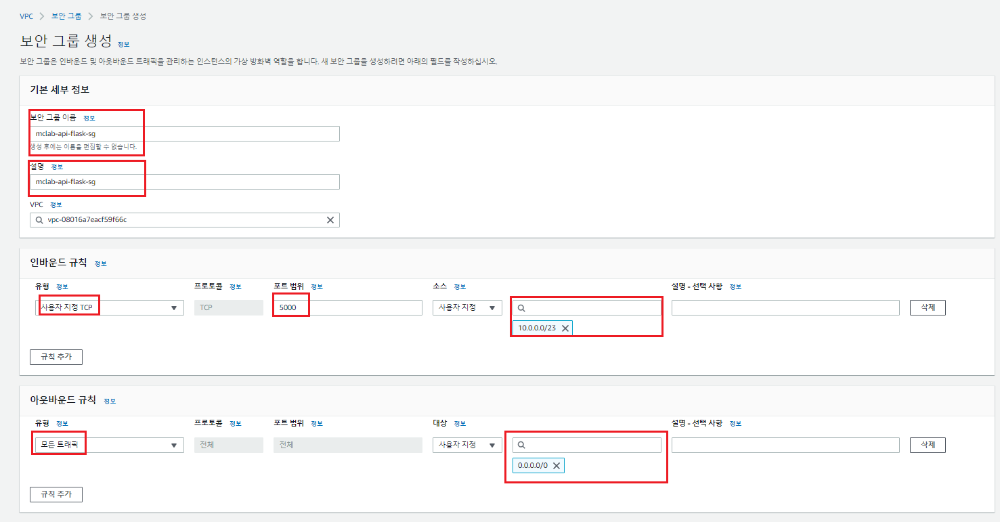 VPC > 보안 그룹 > 보안 그룹 생성
보안 그룹 생성 정보
보안 그룹은 인바운드 및 아웃바운드 트래픽을 관리하는 인스턴스의 가상 방화벽 역할을 합니다. 새 보안 그룹을 생성하려면 아래의 필드를 작성하십시오.
기본 세부 정보
보안 그룹 이름 정보
mclab-api-flask-sg
생성 후에는 이름을 편집할 수 없습니다.
설명 정보
mclab-api-flask-sg
VPC 정보
vpc-08016a7eacf59f66c
인바운드 규칙 정보
유형 정보 프로토콜 정보 포트 범위 정보 소스 정보 설명 - 선택 사항 정보
사용자 지정 TCP TCP 5000 사용자 지정 삭제
10.0.0.0/23
규칙 추가
아웃바운드 규칙 정보
유형 정보 프로토콜 정보 포트 범위 정보 대상 정보 설명 - 선택 사항 정보
모든 트래픽 전체 전체 사용자 지정 삭제
0.0.0.0/0
규칙 추가